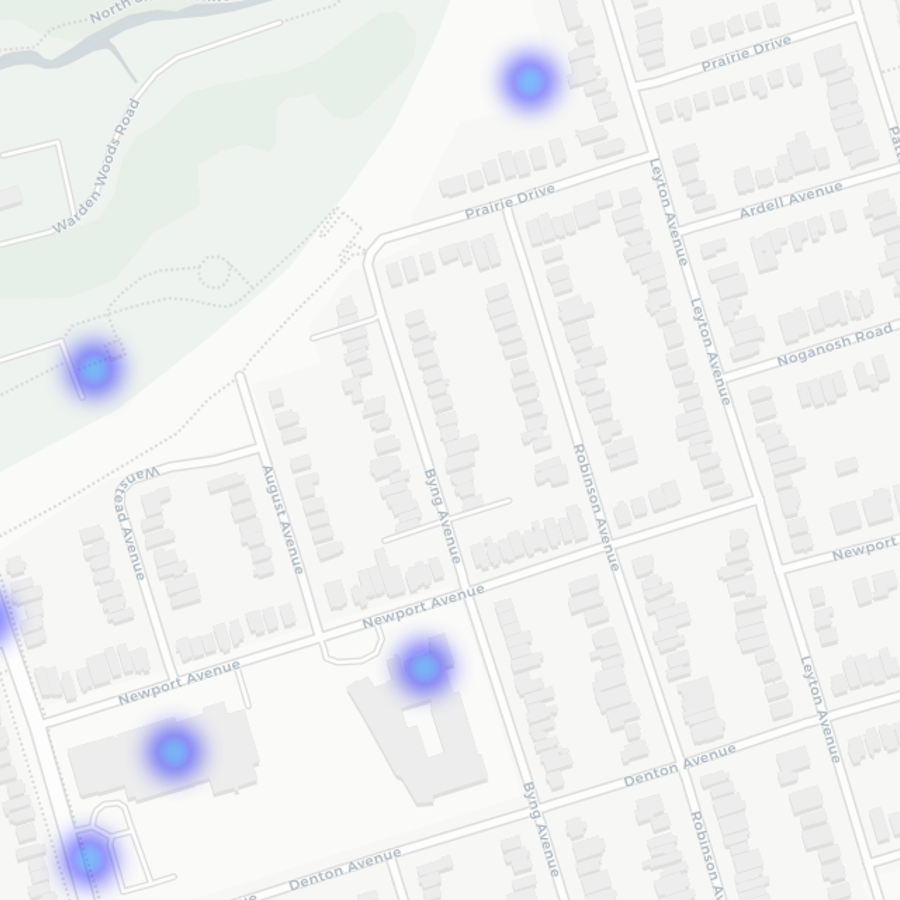 North S
Prairie Drive
Warden Woods Road
Prairie Drive
Leyton Avenue
Ardell Avenue
Leyton Avenue
Noganosh Road
Wanstead Avenue
August Avenue
Byng Avenue
Robinson Avenue
Newport
Newport Avenue
Newport Avenue
Leyton Avenue
Denton Avenue
Byng Avenue
Robinson A
Denton Avenue